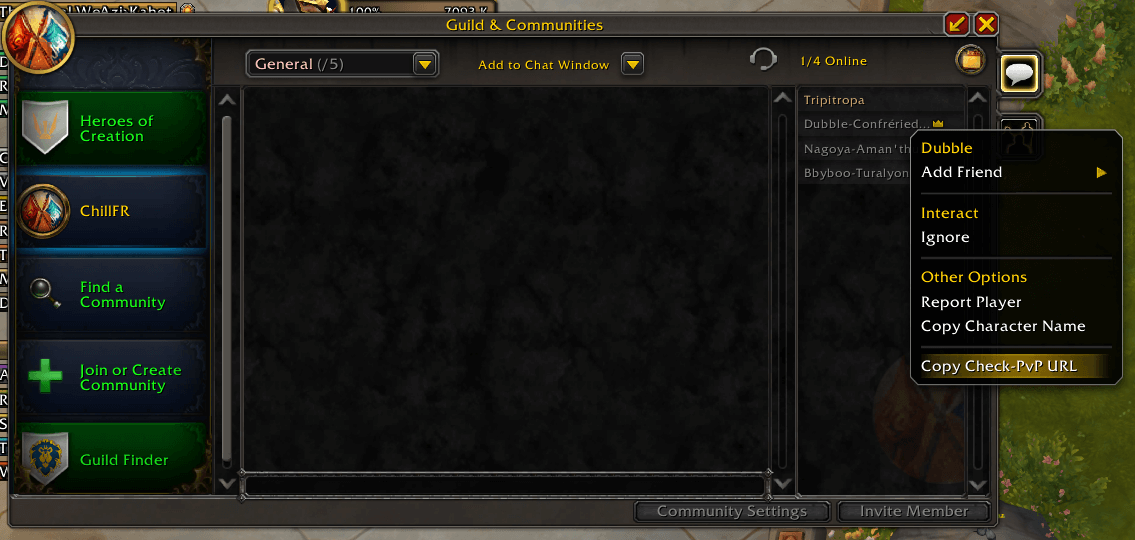 100%
7093 K
Guild & Communities
General (/5)
Add to Chat Window
1/4 Online
Heroes of
Creation
ChillFR
Find a
Community
Join or Create
Community
Guild Finder
Tripitropa
Dubble-Confréried...
Nagoya-Aman'th
Bbyboo-Turalyon
Dubble
Add Friend
Interact
Ignore
Other Options
Report Player
Copy Character Name
Copy Check-PvP URL
Community Settings
Invite Member